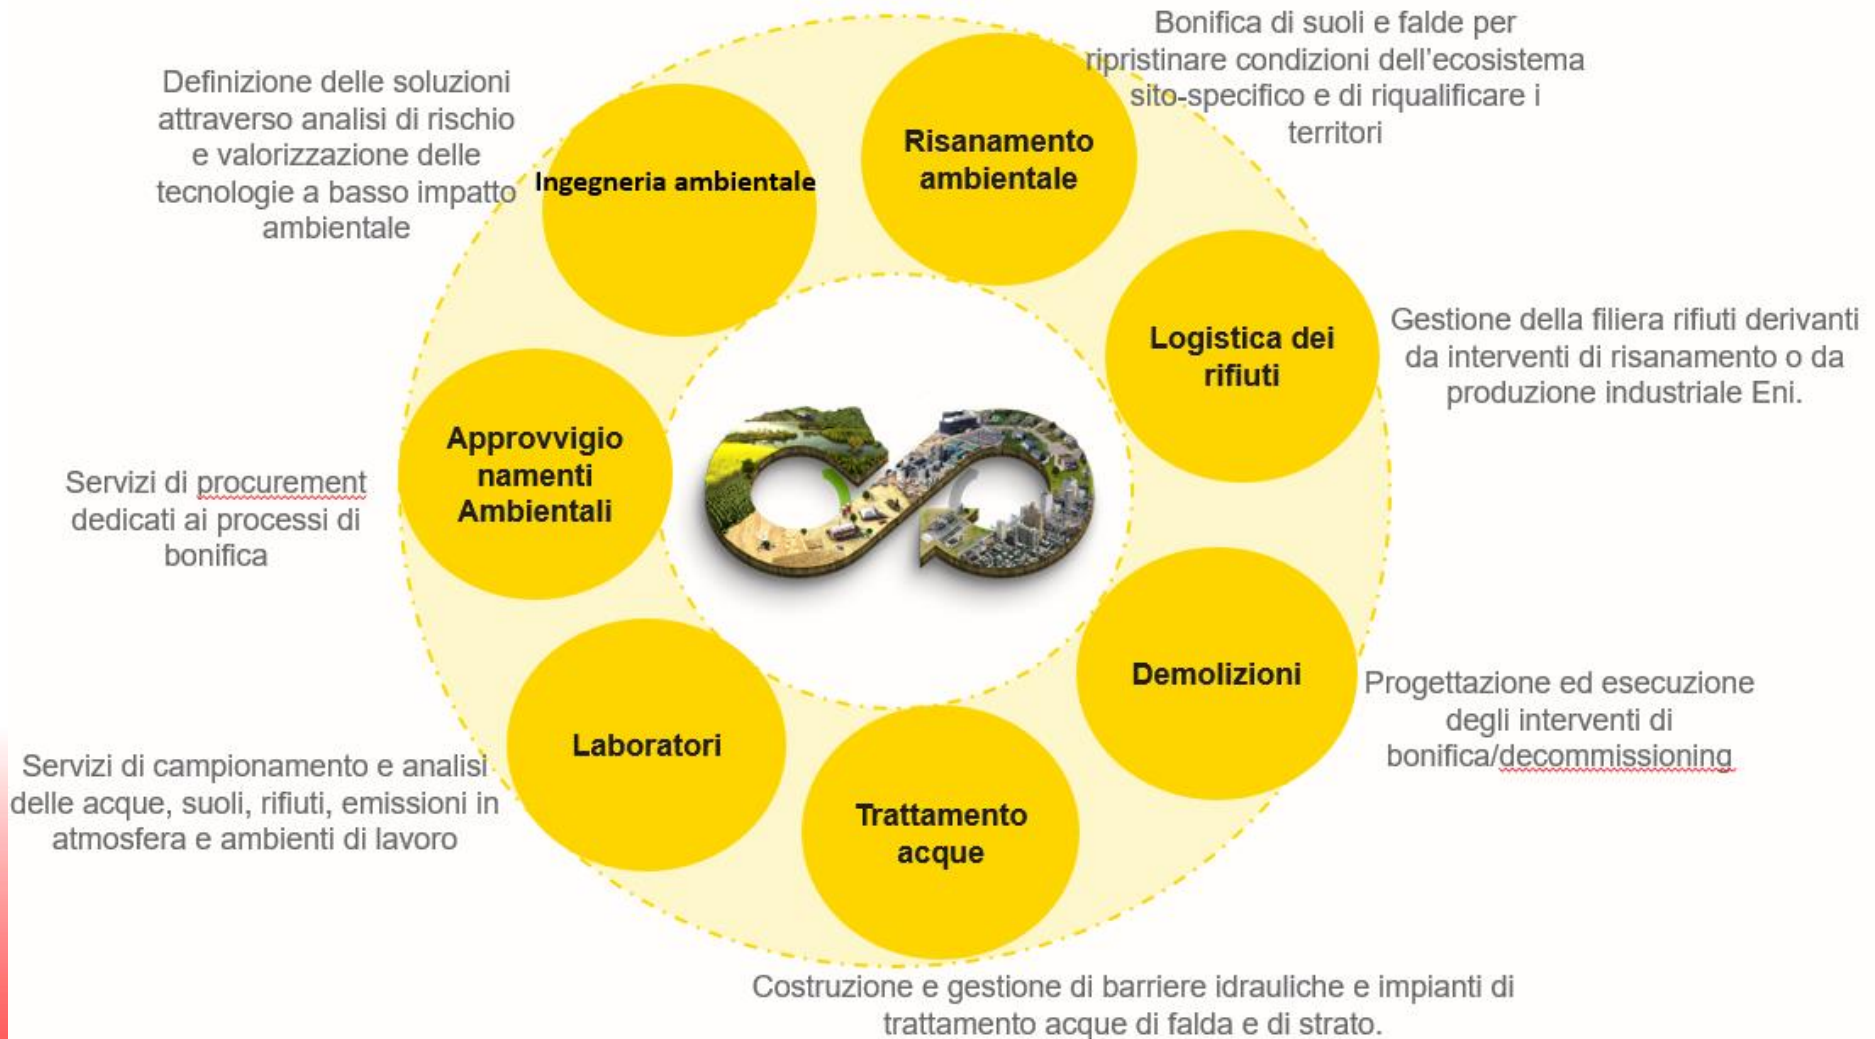 Definizione delle soluzioni
attraverso analisi di rischio
e valorizzazione delle
tecnologie a basso impatto
ambientale
Ingegneria ambientale
Risanamento
ambientale
Bonifica di suoli e falde per
ripristinare condizioni dell'ecosistema
sito-specifico e di riqualificare i
territori
Logistica dei
rifiuti
Gestione della filiera rifiuti derivanti
da interventi di risanamento o da
produzione industriale Eni.
Approvvigio
namenti
Ambientali
Servizi di procurement
dedicati ai processi di
bonifica
Demolizioni
Progettazione ed esecuzione
degli interventi di
bonifica/decommissioning
Laboratori
Servizi di campionamento e analisi
delle acque, suoli, rifiuti, emissioni in
atmosfera e ambienti di lavoro
Trattamento
acque
Costruzione e gestione di barriere idrauliche e impianti di
trattamento acque di falda e di strato.